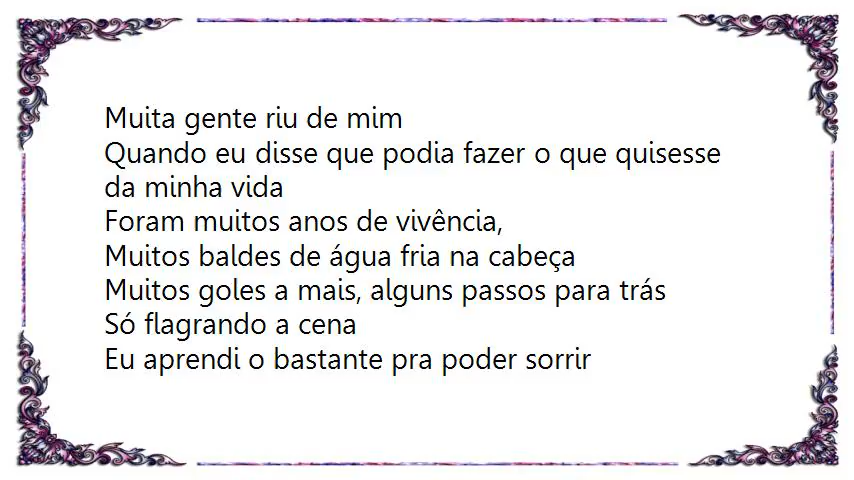 Muita gente riu de mim
Quando eu disse que podia fazer o que quisesse
da minha vida
Foram muitos anos de vivência,
Muitos baldes de água fria na cabeça
Muitos goles a mais, alguns passos para trás
Só flagrando a cena
Eu aprendi o bastante pra poder sorrir